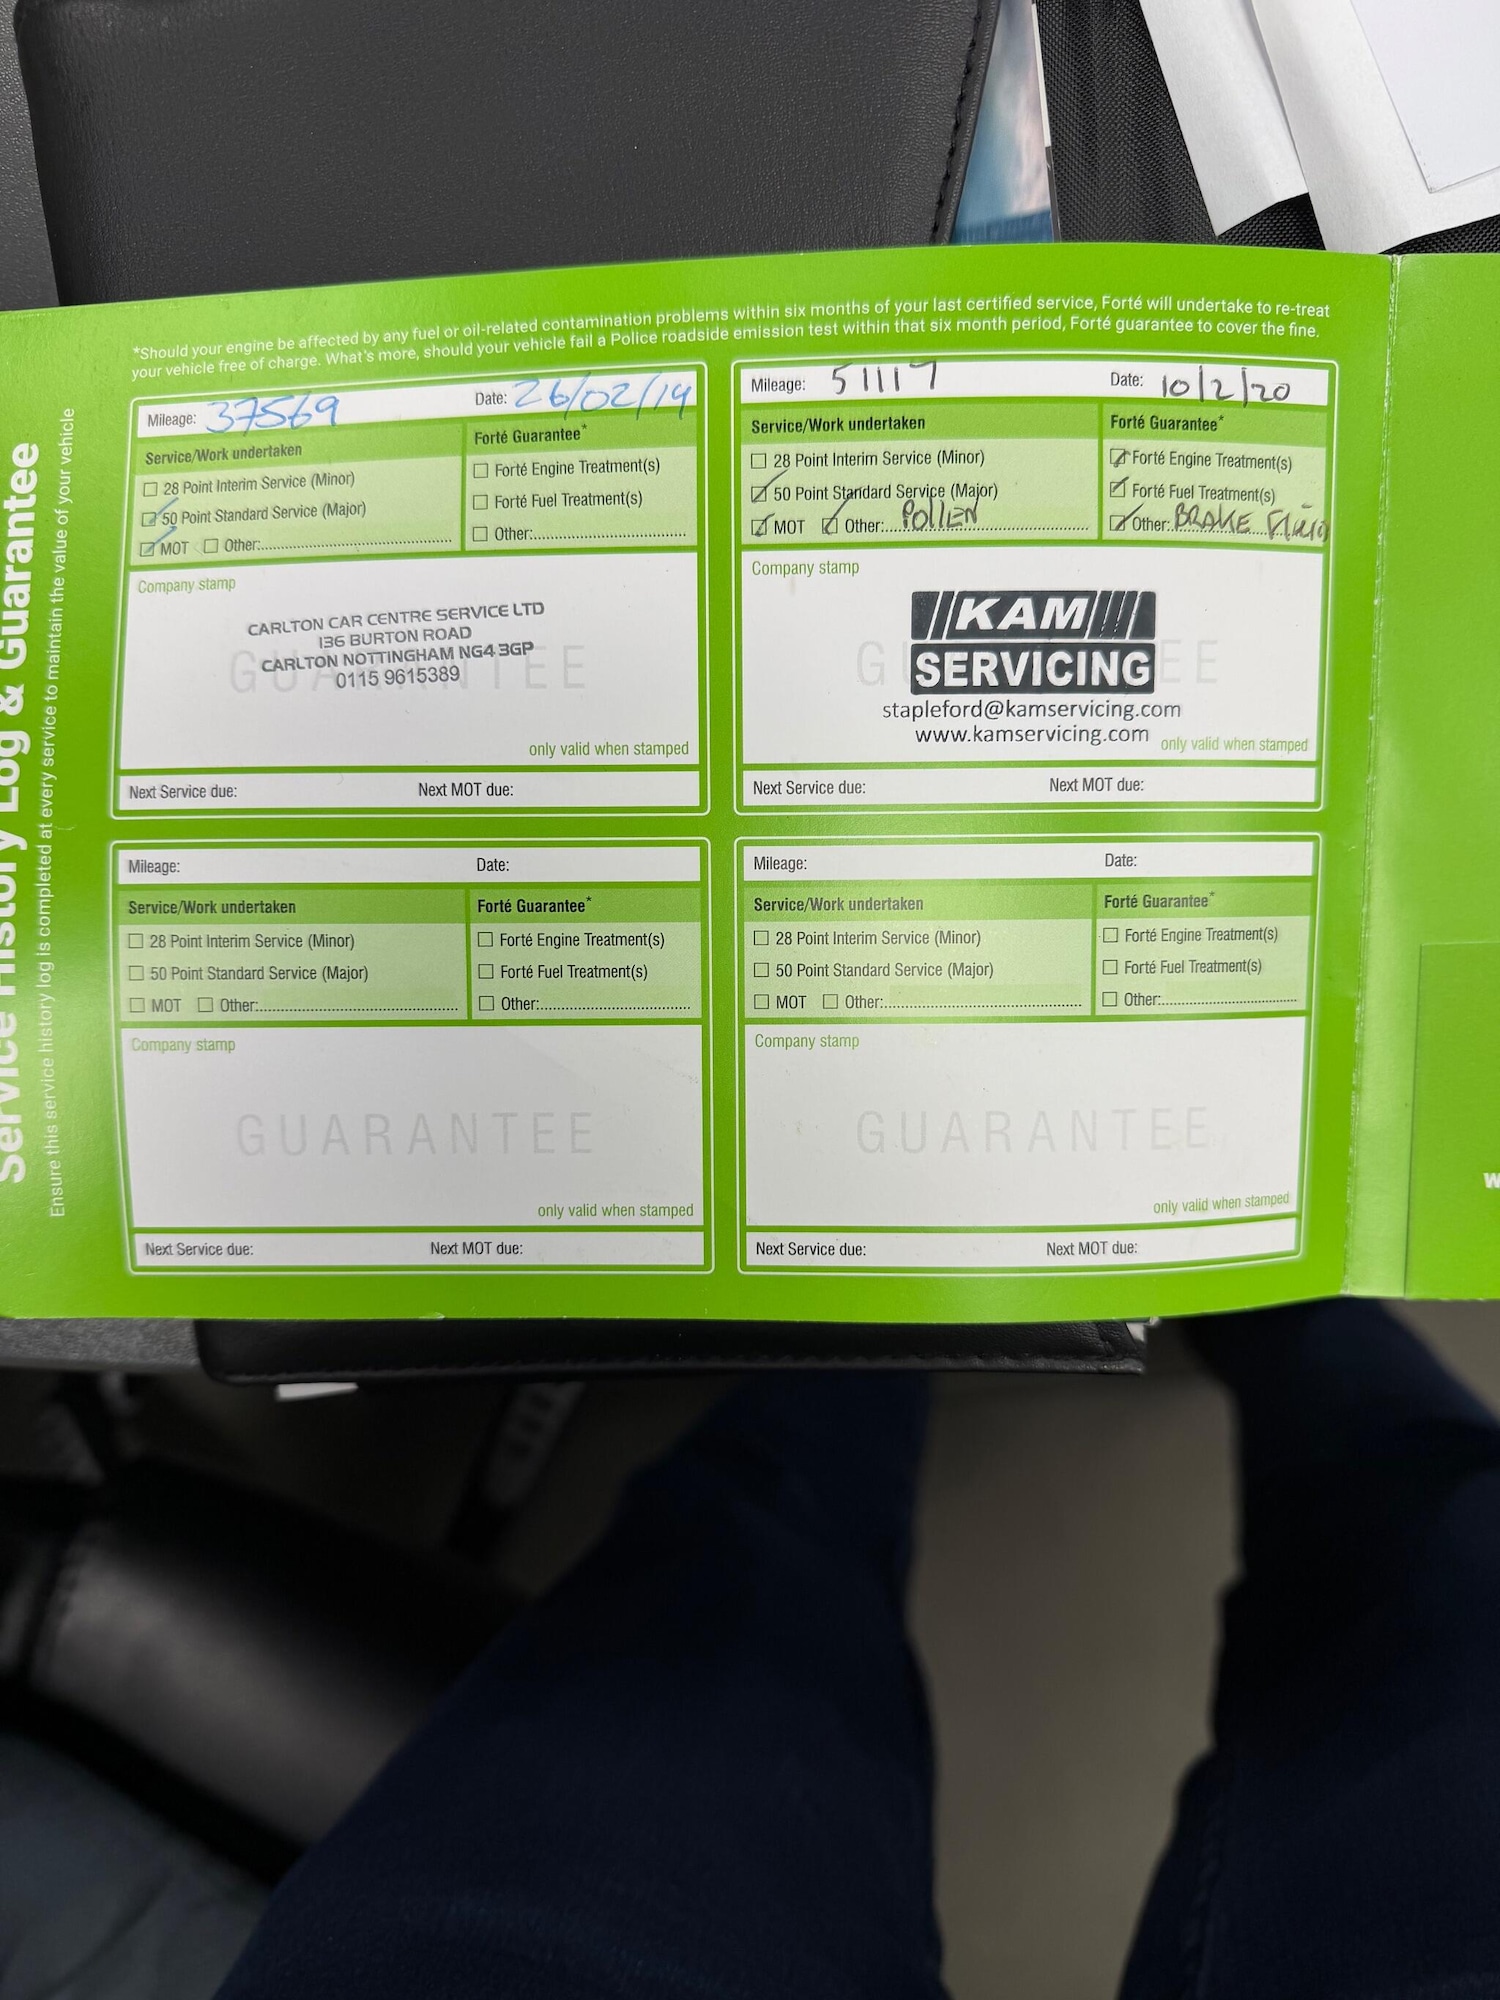 Service History Log & Guarantee
Ensure this service history log is completed at every service to maintain the value of your vehicle
*Should your engine be affected by any fuel or oil-related contamination problems within six months of your last certified service, Forté will undertake to re-treat
your vehicle free of charge. What's more, should your vehicle fail a Police roadside emission test within that six month period, Forté guarantee to cover the fine.
Mileage: 37569 Date: 26/02/19
Service/Work undertaken Forté Guarantee*
28 Point Interim Service (Minor) Forté Engine Treatment(s)
50 Point Standard Service (Major) Forté Fuel Treatment(s)
MOT Other: Other:
Company stamp
CARLTON CAR CENTRE SERVICE LTD
136 BURTON ROAD
CARLTON NOTTINGHAM NG4 3GP
0115 9615389
GUARANTEE
only valid when stamped
Next Service due: Next MOT due:
Mileage: 51117 Date: 10/2/20
Service/Work undertaken Forté Guarantee*
28 Point Interim Service (Minor) Forté Engine Treatment(s)
50 Point Standard Service (Major) Forté Fuel Treatment(s)
MOT Other: POLLEN Other: BRAKE FLUID
Company stamp
KAM
SERVICING
GUARANTEE
stapleford@kamservicing.com
www.kamservicing.com
only valid when stamped
Next Service due: Next MOT due:
Mileage: Date:
Service/Work undertaken Forté Guarantee*
28 Point Interim Service (Minor) Forté Engine Treatment(s)
50 Point Standard Service (Major) Forté Fuel Treatment(s)
MOT Other: Other:
Company stamp
GUARANTEE
only valid when stamped
Next Service due: Next MOT due:
Mileage: Date:
Service/Work undertaken Forté Guarantee*
28 Point Interim Service (Minor) Forté Engine Treatment(s)
50 Point Standard Service (Major) Forté Fuel Treatment(s)
MOT Other: Other:
Company stamp
GUARANTEE
only valid when stamped
Next Service due: Next MOT due: